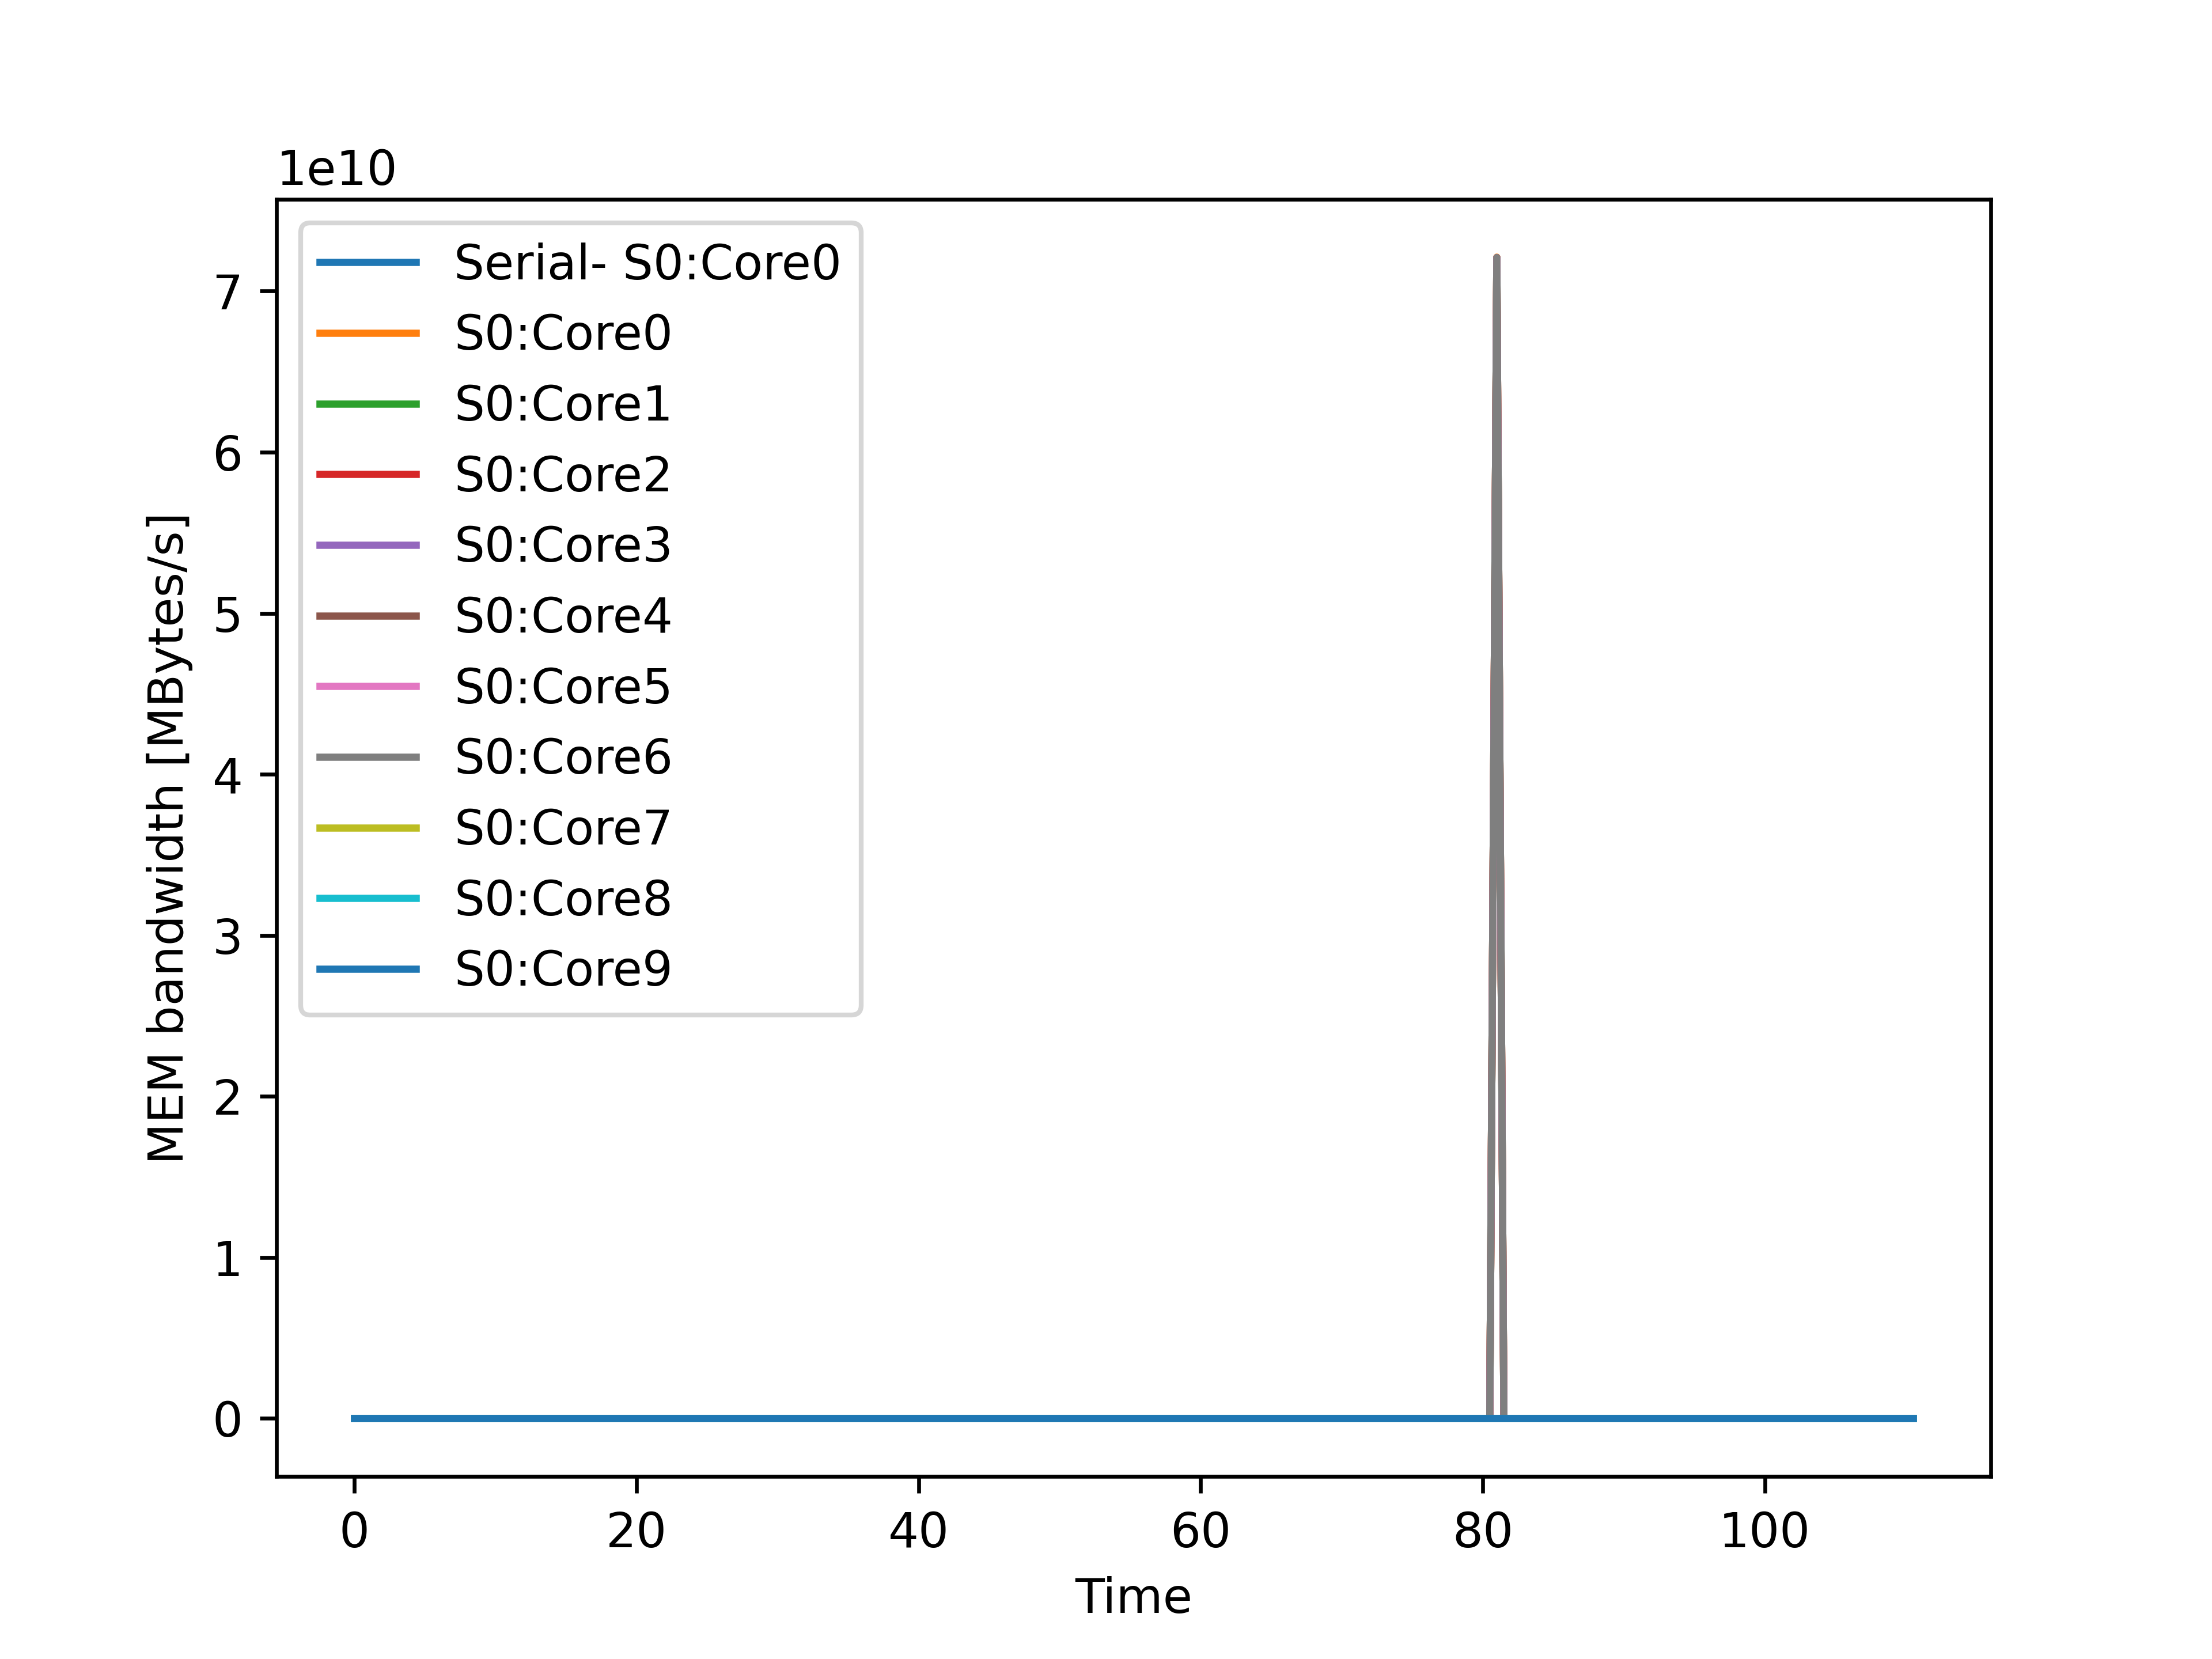 1e10
Serial- S0:Core0
S0:Core0
S0:Core1
S0:Core2
S0:Core3
S0:Core4
S0:Core5
S0:Core6
S0:Core7
S0:Core8
S0:Core9
7
6
5
4
3
2
1
0
MEM bandwidth [MBytes/s]
0 20 40 60 80 100
Time